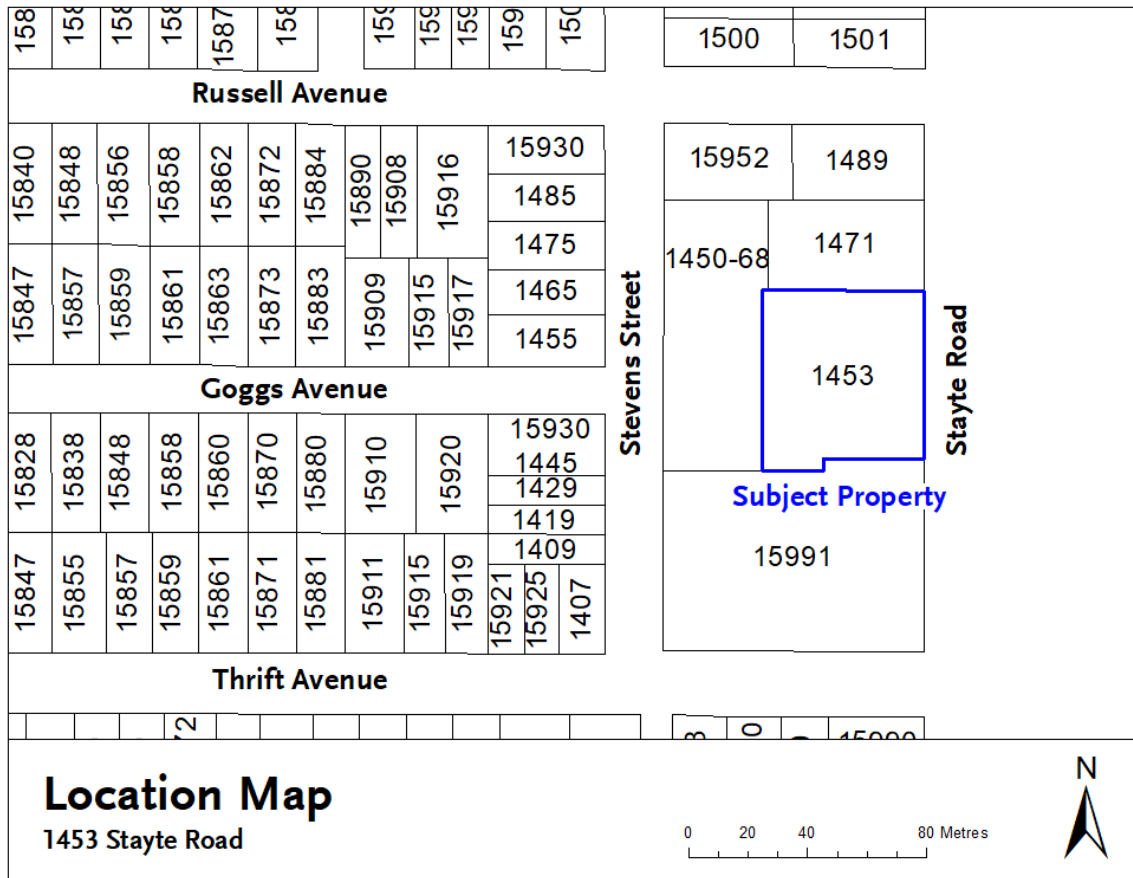 1500 1501
Russell Avenue
15840 15848 15856 15858 15862 15872 15884 15890 15908 15916 15930 15952 1489
1485
1475 1450-68 1471
15847 15857 15859 15861 15863 15873 15883 15909 15915 15917 1465
1455
Goggs Avenue
Stevens Street
1453
Stayte Road
15828 15838 15848 15858 15860 15870 15880 15910 15920 15930
1445
1429
1419
Subject Property
1409
15991
15847 15855 15857 15859 15861 15871 15881 15911 15915 15919 15921 15925 1407
Thrift Avenue
Location Map
1453 Stayte Road
N
0 20 40 80 Metres